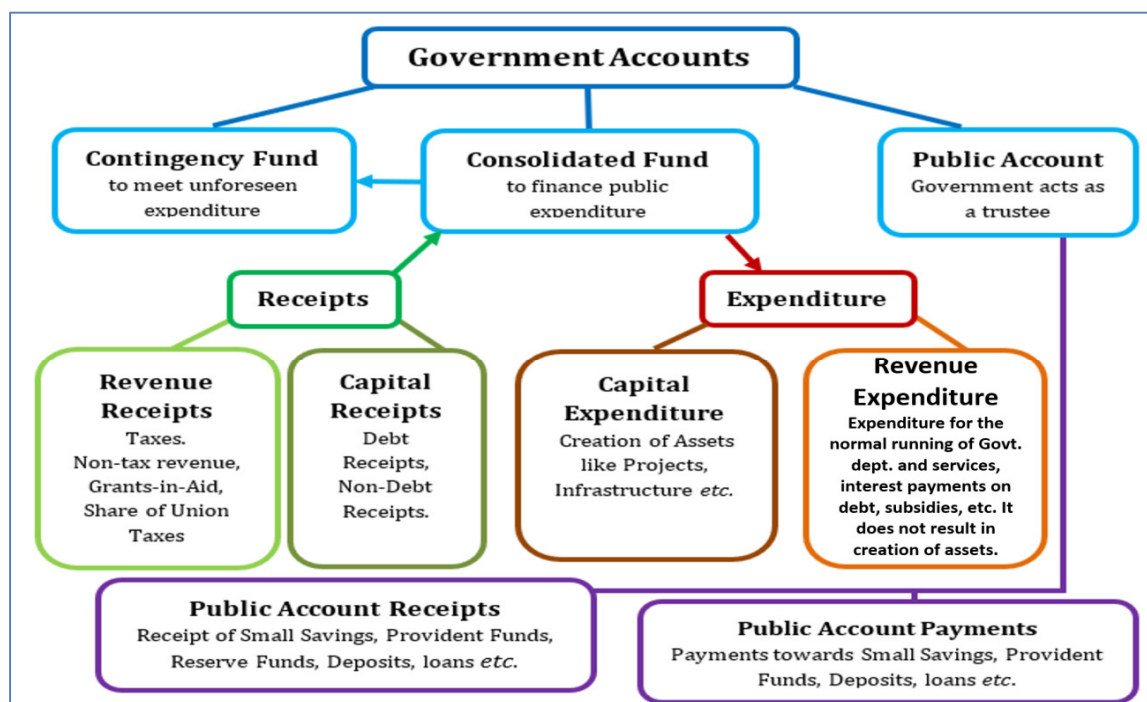 Government Accounts
Contingency Fund
to meet unforeseen
expenditure
Consolidated Fund
to finance public
expenditure
Public Account
Government acts as
a trustee
Receipts
Expenditure
Revenue
Receipts
Taxes.
Non-tax revenue,
Grants-in-Aid,
Share of Union
Taxes
Capital
Receipts
Debt
Receipts,
Non-Debt
Receipts.
Capital
Expenditure
Creation of Assets
like Projects,
Infrastructure etc.
Revenue
Expenditure
Expenditure for the
normal running of Govt.
dept. and services,
interest payments on
debt, subsidies, etc. It
does not result in
creation of assets.
Public Account Receipts
Receipt of Small Savings, Provident Funds,
Reserve Funds, Deposits, loans etc.
Public Account Payments
Payments towards Small Savings, Provident
Funds, Deposits, loans etc.